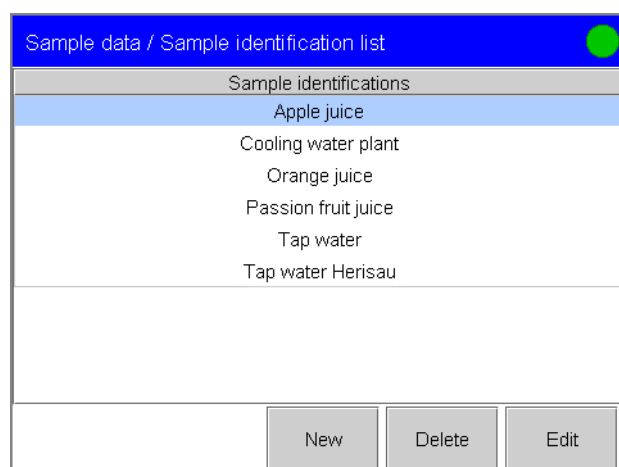 Sample data / Sample identification list
Sample identifications
Apple juice
Cooling water plant
Orange juice
Passion fruit juice
Tap water
Tap water Herisau
New Delete Edit